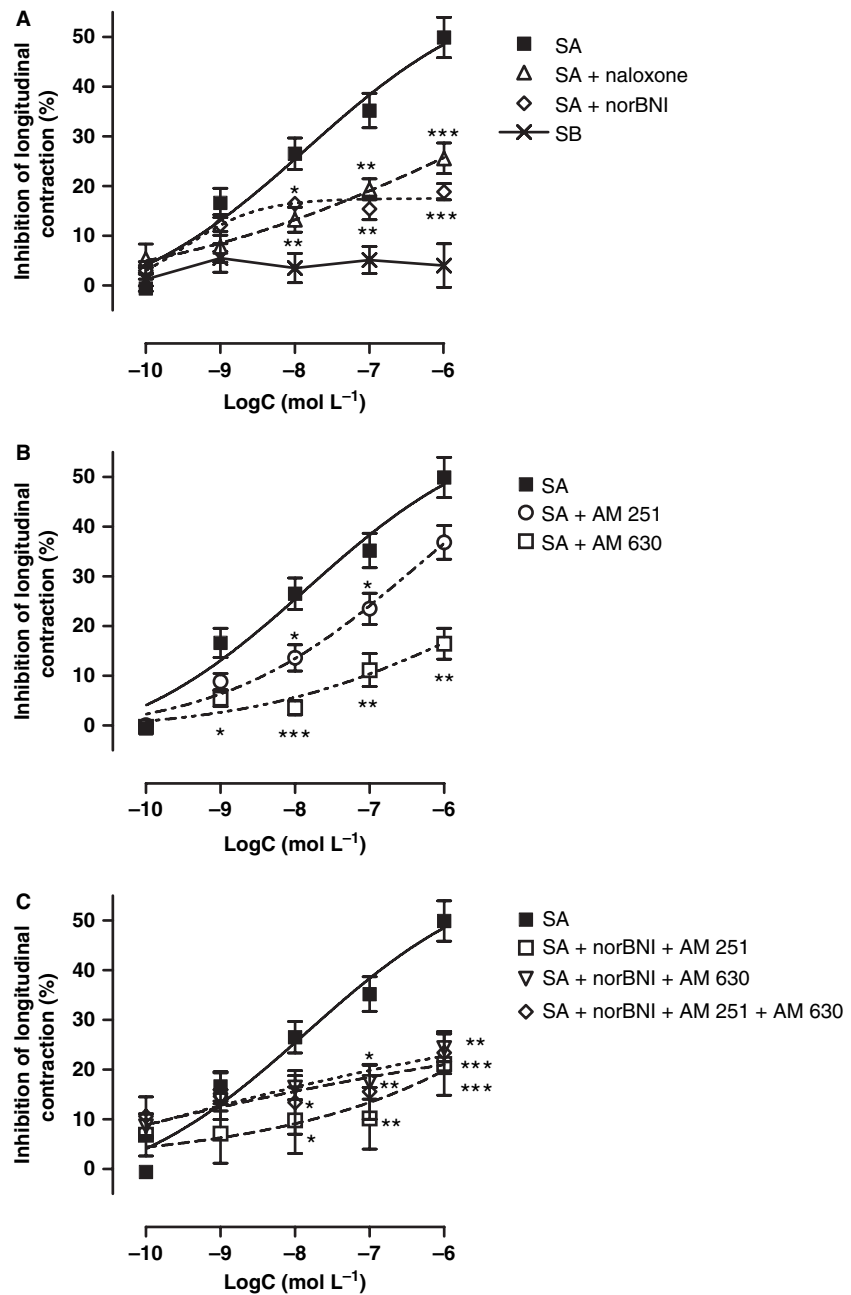 A
Inhibition of longitudinal
contraction (%)
50
40
30
20
10
0
***
**
*
**
**
***
–10
–9
–8
–7
–6
LogC (mol L–1)
SA
SA + naloxone
SA + norBNI
SB
B
Inhibition of longitudinal
contraction (%)
50
40
30
20
10
0
*
*
*
***
**
**
–10
–9
–8
–7
–6
LogC (mol L–1)
SA
SA + AM 251
SA + AM 630
C
Inhibition of longitudinal
contraction (%)
50
40
30
20
10
0
*
**
**
*
*
**
***
***
–10
–9
–8
–7
–6
LogC (mol L–1)
SA
SA + norBNI + AM 251
SA + norBNI + AM 630
SA + norBNI + AM 251 + AM 630